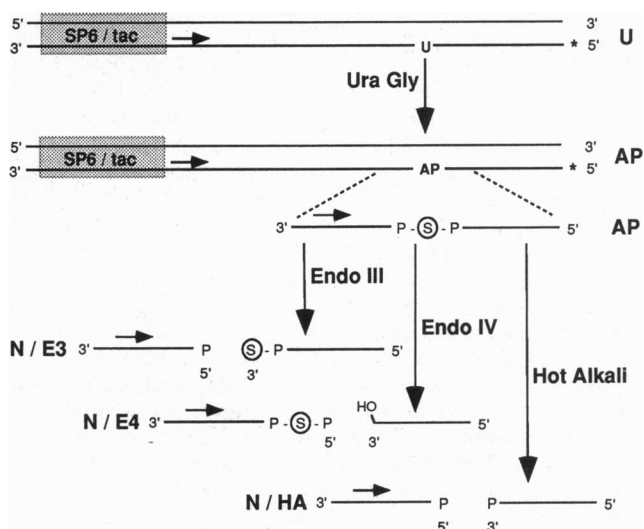 5' 3'
SP6 / tac
3' U * 5' U
Ura Gly
5' 3'
SP6 / tac AP
3' AP * 5'
3' P - S - P 5' AP
Endo III
Endo IV
Hot Alkali
N / E3 3' P S - P 5'
5' 3'
HO
N / E4 3' P - S - P 5'
5' 3'
N / HA 3' P P 5'
5' 3'